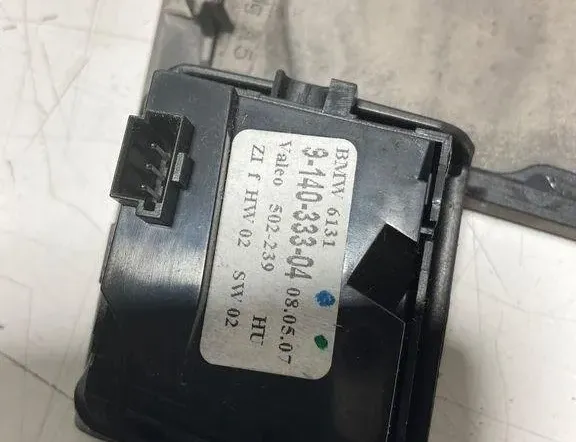 BMW 6131
9-140-333-04 08.05.07
Valeo 502-239 HU
ZI f HW 02 SW 02